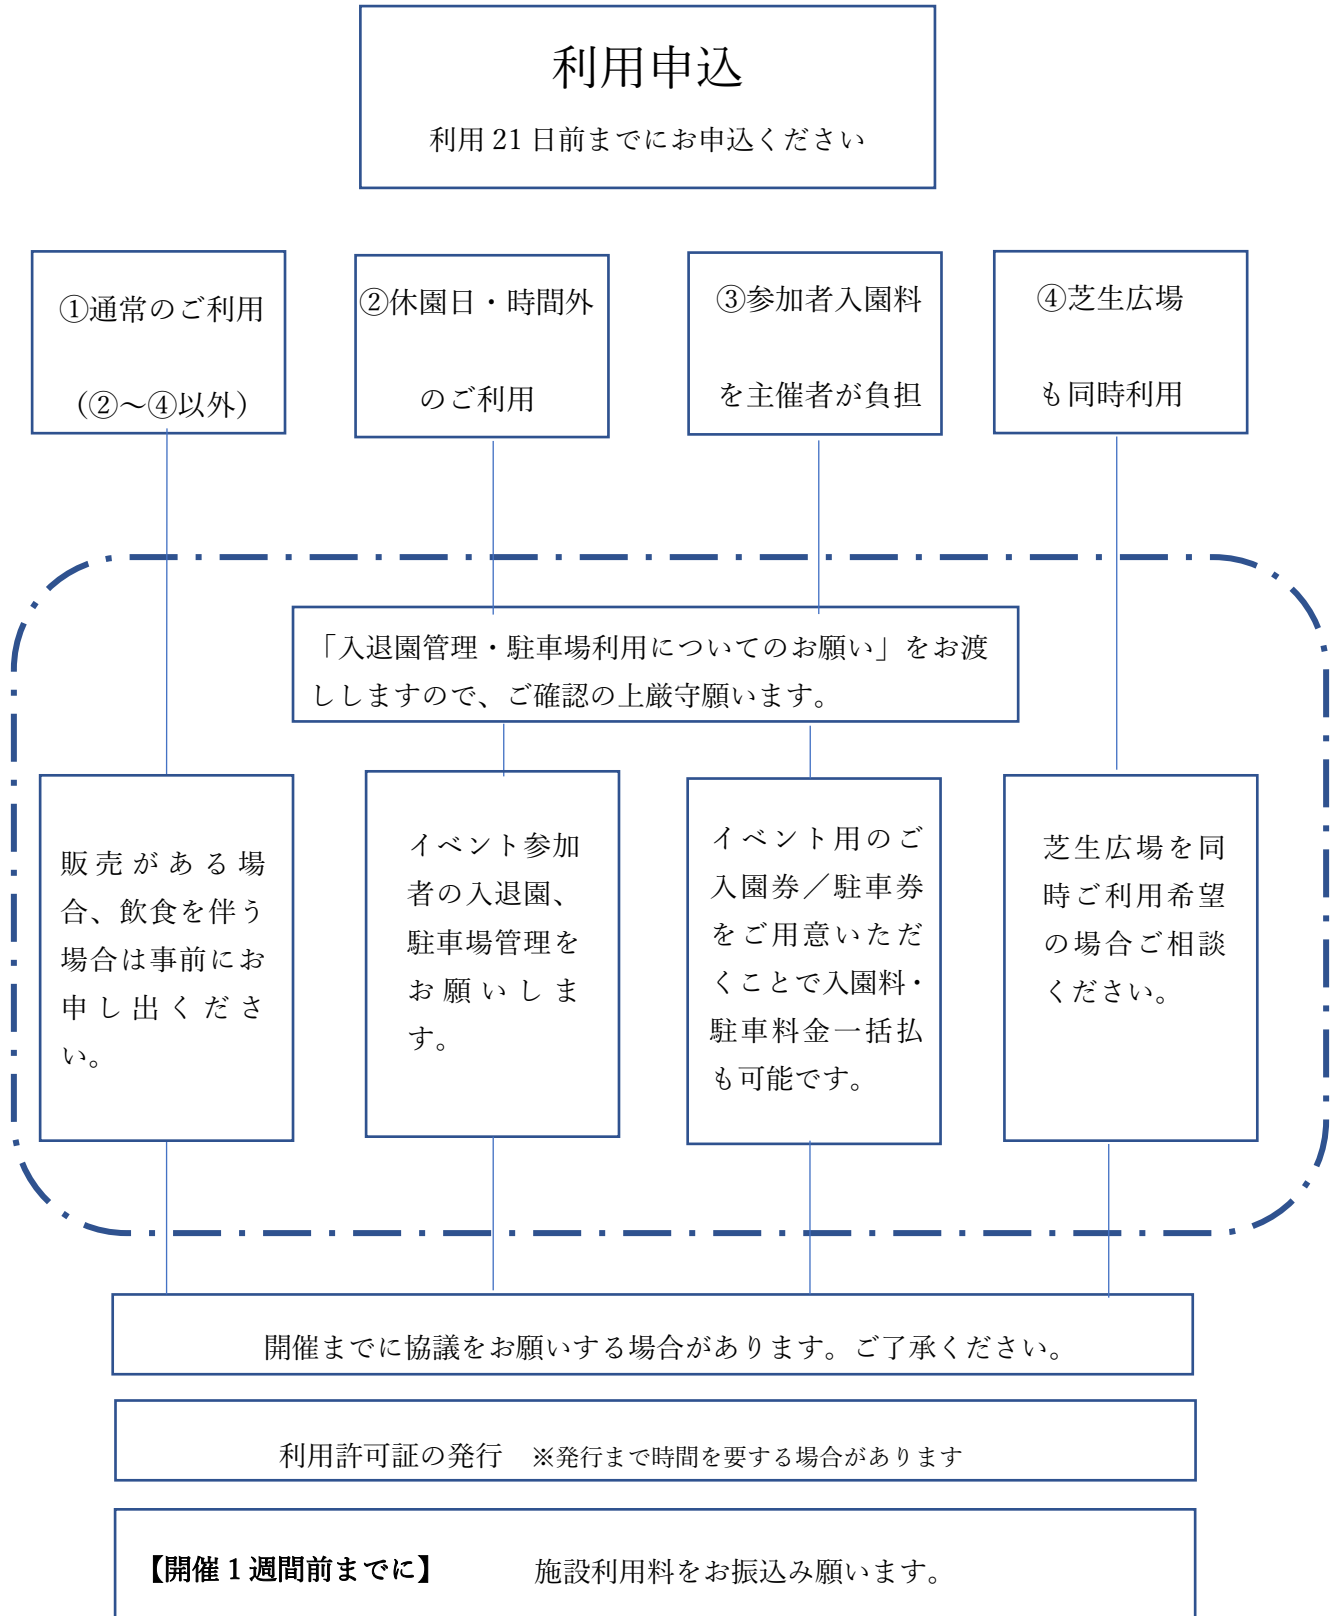 利用申込
利用 21 日前までにお申込ください
①通常のご利用
（②～④以外）
②休園日・時間外
のご利用
③参加者入園料
を主催者が負担
④芝生広場
も同時利用
「入退園管理・駐車場利用についてのお願い」をお渡
ししますので、ご確認の上厳守願います。
販売がある場
合、飲食を伴う
場合は事前にお
申し出くださ
い。
イベント参加
者の入退園、
駐車場管理を
お願いしま
す。
イベント用のご
入園券／駐車券
をご用意いただ
くことで入園料・
駐車料金一括払
も可能です。
芝生広場を同
時ご利用希望
の場合ご相談
ください。
開催までに協議をお願いする場合があります。ご了承ください。
利用許可証の発行　※発行まで時間を要する場合があります
【開催 1 週間前までに】　　　施設利用料をお振込み願います。